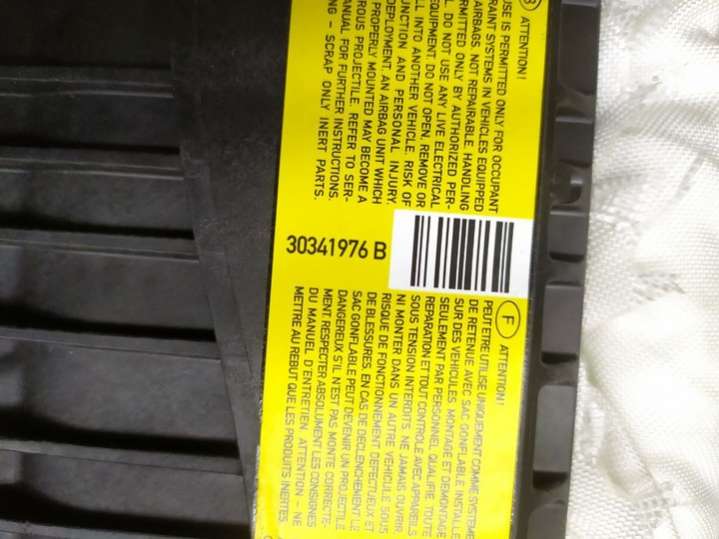 ATTENTION!
USE IS PERMITTED ONLY FOR OCCUPANT
RAINT SYSTEMS IN VEHICLES EQUIPPED
AIRBAGS. NOT REPAIRABLE. HANDLING
RMITTED ONLY BY AUTHORIZED PER-
DO NOT USE ANY LIVE ELECTRICAL
EQUIPMENT. DO NOT OPEN, REMOVE OR
INTO ANOTHER VEHICLE. RISK OF
UNCTION AND PERSONAL INJURY.
DEPLOYMENT, AN AIRBAG UNIT WHICH
PROPERLY MOUNTED MAY BECOME A
ROUS PROJECTILE. REFER TO SER-
ANUAL FOR FURTHER INSTRUCTIONS.
NG - SCRAP ONLY INERT PARTS.
30341976 B
F ATTENTION!
PEUT ETRE UTILISE UNIQUEMENT COMME SYSTEME
DE RETENUE AVEC SAC GONFLABLE INSTALLE
SUR DES VEHICULES. MONTAGE ET DEMONTAGE
SEULEMENT PAR PERSONNEL QUALIFIE. TOUTE
REPARATION ET TOUT CONTROLE AVEC APPAREILS
SOUS TENSION INTERDITS. NE JAMAIS OUVRIR,
NI MONTER DANS UN AUTRE VEHICULE SOUS
RISQUE DE FONCTIONNEMENT DEFECTUEUX ET
DE BLESSURES. EN CAS DE DECLENCHEMENT LE
SAC GONFLABLE PEUT DEVENIR UN PROJECTILE
DANGEREUX S'IL N'EST PAS MONTE CORRECTE-
MENT. RESPECTER ABSOLUMENT LES CONSIGNES
DU MANUEL D'ENTRETIEN. ATTENTION - NE
METTRE AU REBUT QUE LES PRODUITS INERTES.